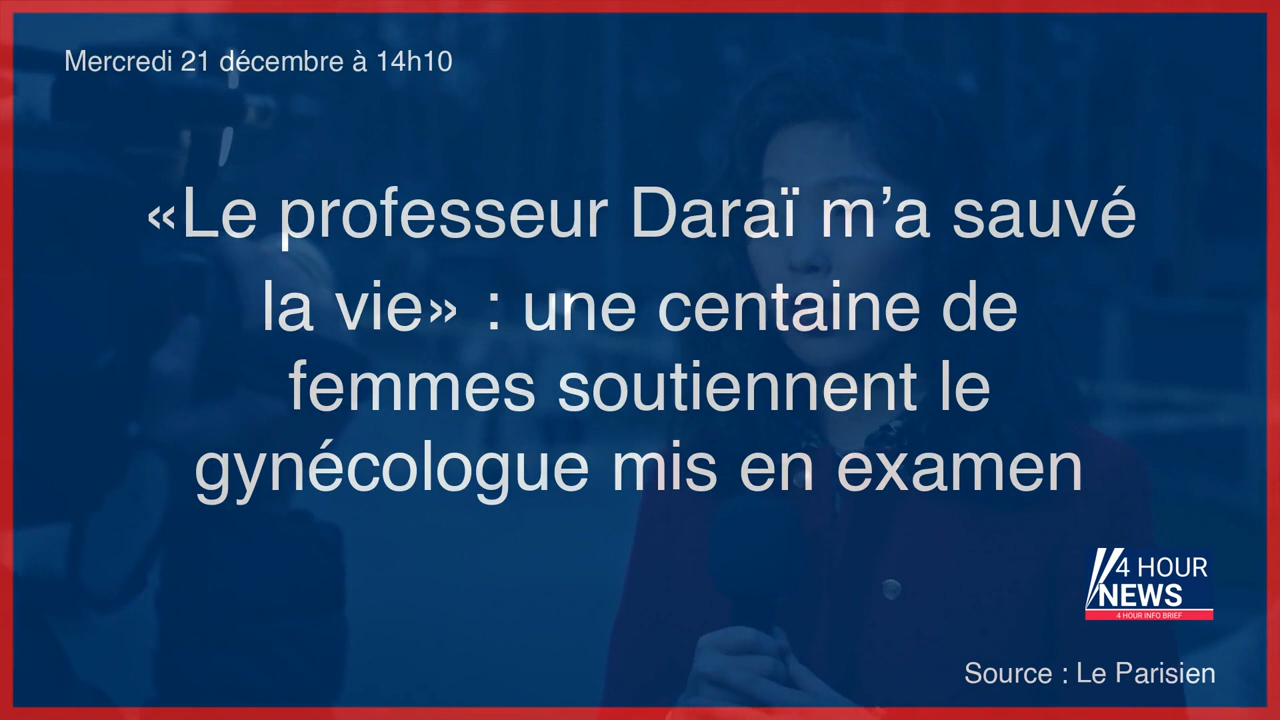 Mercredi 21 décembre à 14h10
«Le professeur Daraï m’a sauvé
la vie» : une centaine de
femmes soutiennent le
gynécologue mis en examen
4 HOUR
NEWS
4 HOUR INFO BRIEF
Source : Le Parisien